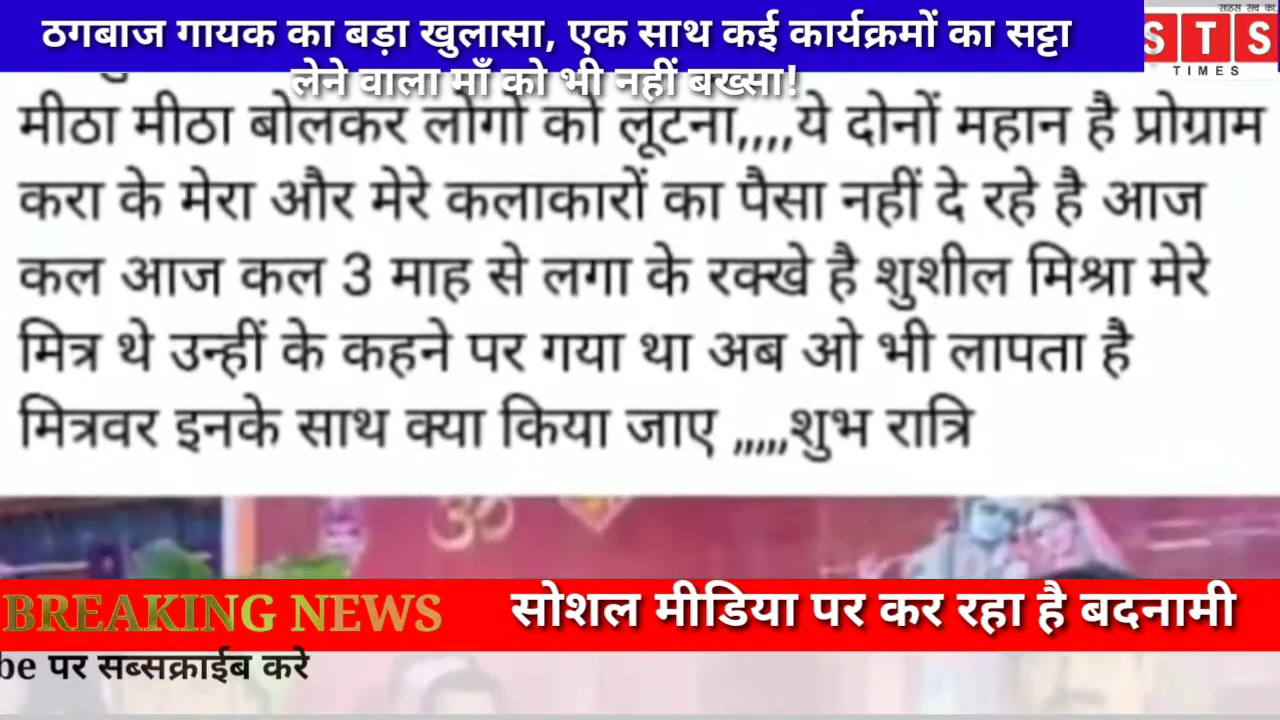 ठगबाज गायक का बड़ा खुलासा, एक साथ कई कार्यक्रमों का सट्टा
लेने वाला माँ को भी नहीं बख्सा!
साहस सच का
STS
TIMES
मीठा मीठा बोलकर लोगो को लूटना,,,,ये दोनों महान है प्रोग्राम
करा के मेरा और मेरे कलाकारों का पैसा नहीं दे रहे है आज
कल आज कल 3 माह से लगा के रक्खे है शुशील मिश्रा मेरे
मित्र थे उन्हीं के कहने पर गया था अब ओ भी लापता है
मित्रवर इनके साथ क्या किया जाए ,,,,,,शुभ रात्रि
ॐ
BREAKING NEWS
सोशल मीडिया पर कर रहा है बदनामी
be पर सब्सक्राईब करे